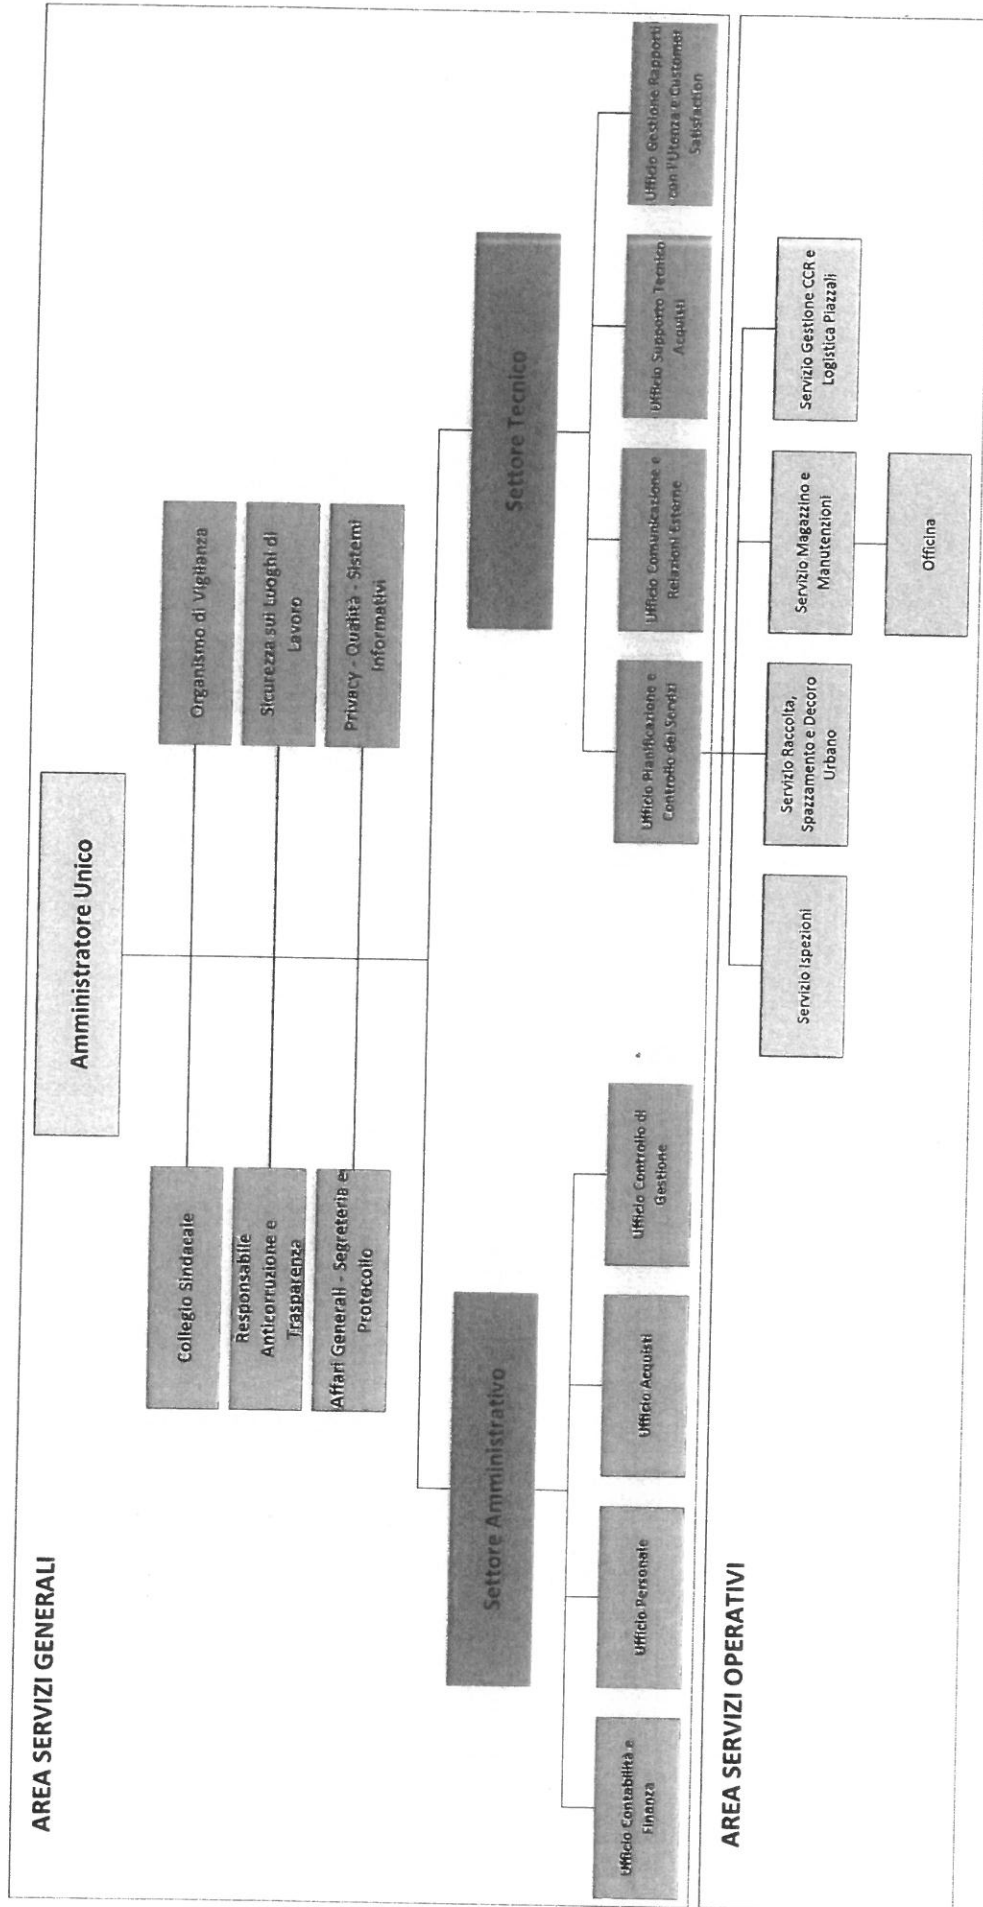 AREA SERVIZI GENERALI
Amministratore Unico
Collegio Sindacale
Organismo di Vigilanza
Responsabile
Anticorruzione e
Trasparenza
Sicurezza sui Luoghi di
Lavoro
Affari Generali - Segreteria e
Protocollo
Privacy - Qualità - Sistemi
Informativi
Settore Amministrativo
Settore Tecnico
Ufficio Contabilità e
Finanza
Ufficio Personale
Ufficio Acquisti
Ufficio Controllo di
Gestione
Ufficio Pianificazione e
Controllo dei Servizi
Ufficio Comunicazione e
Relazioni Esterne
Ufficio Supporto Tecnico
Acquisti
Ufficio Gestione Rapporti
con l'Utenza e Customer
Satisfaction
AREA SERVIZI OPERATIVI
Servizio Ispezioni
Servizio Raccolta,
Spazzamento e Decoro
Urbano
Servizio Magazzino e
Manutenzioni
Servizio Gestione CCR e
Logistica Piazzali
Officina